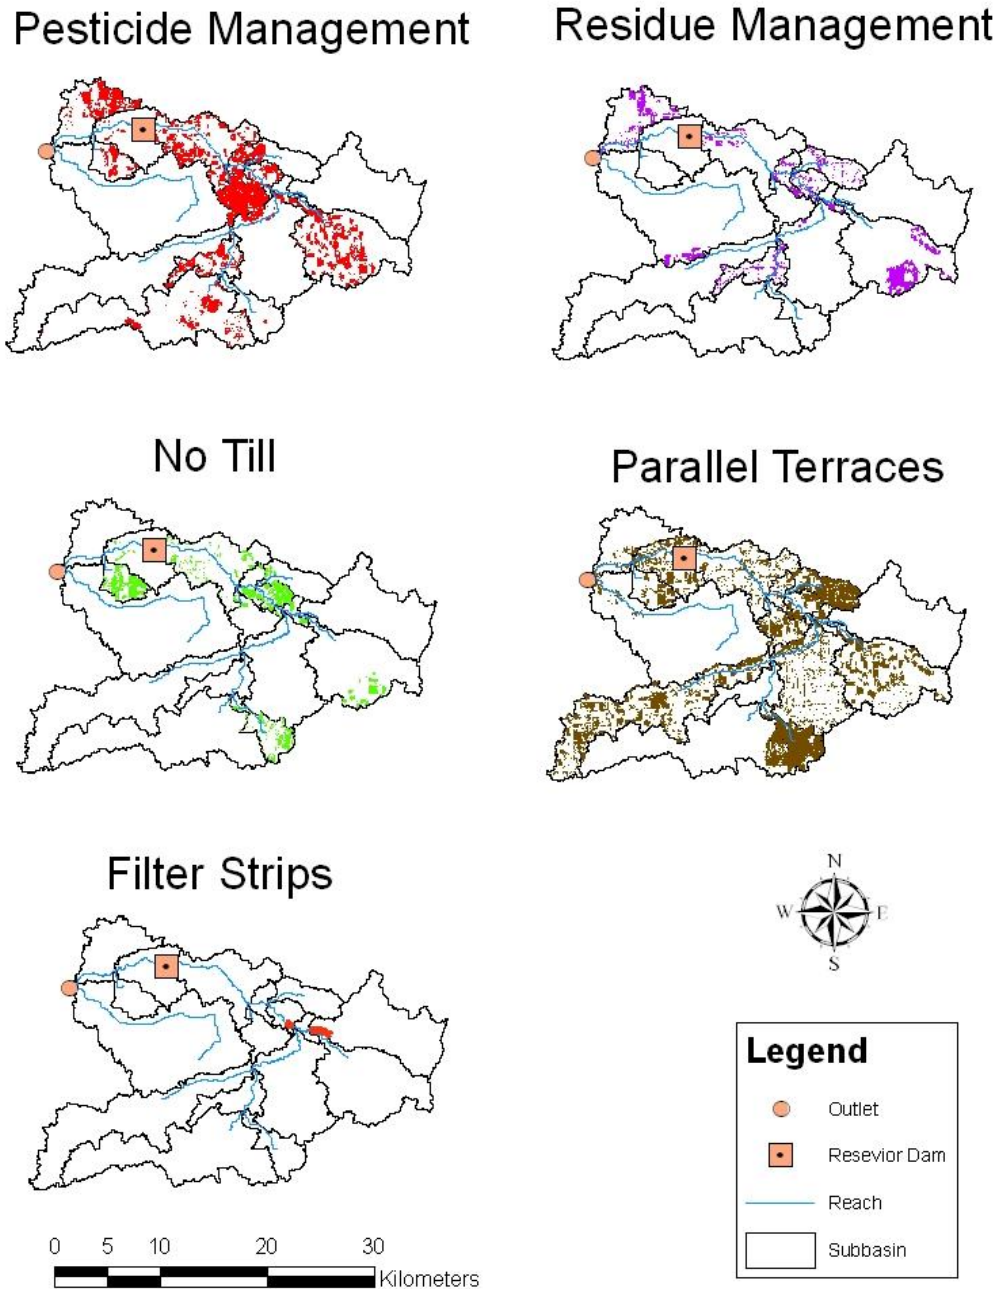 Pesticide Management
Residue Management
No Till
Parallel Terraces
Filter Strips
N
W E
S
Legend
Outlet
Resevior Dam
Reach
Subbasin
0 5 10 20 30
Kilometers